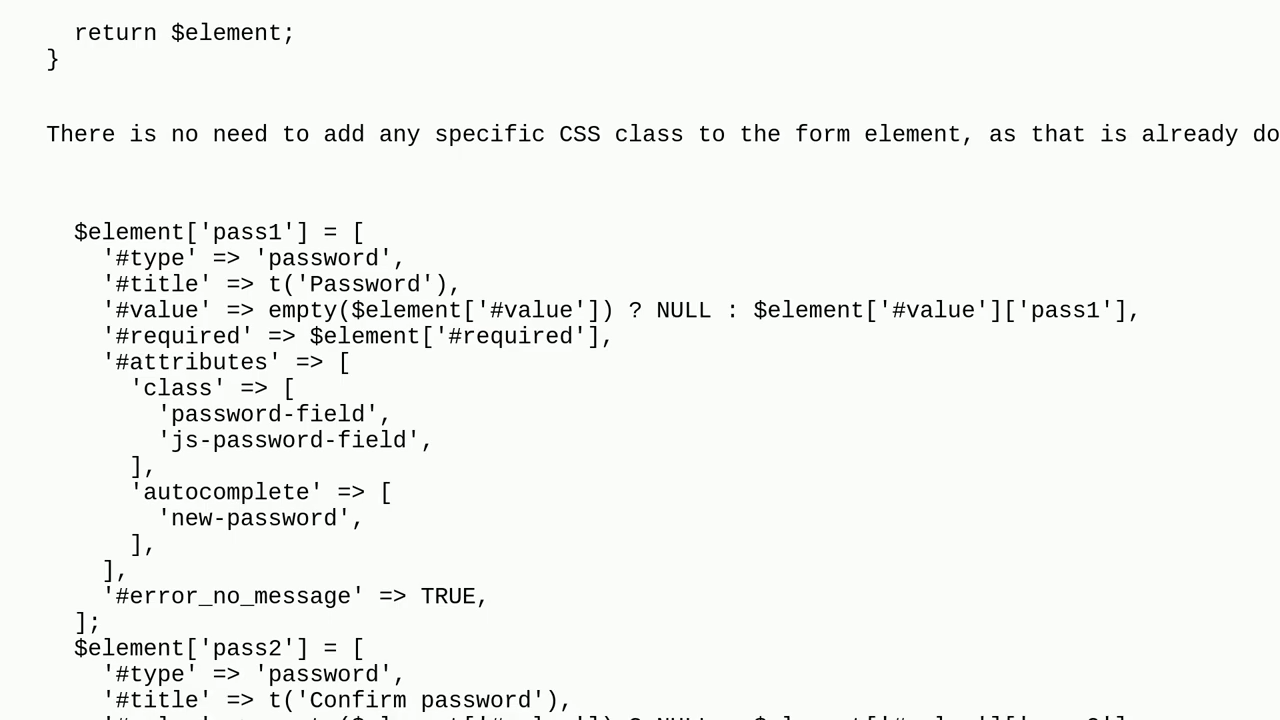 return $element;
}
There is no need to add any specific CSS class to the form element, as that is already
$element['pass1'] = [
'#type' => 'password',
'#title' => t('Password'),
'#value' => empty($element['#value']) ? NULL : $element['#value']['pass1'],
'#required' => $element['#required'],
'#attributes' => [
'class' => [
'password-field',
'js-password-field',
],
'autocomplete' => [
'new-password',
],
],
'#error_no_message' => TRUE,
];
$element['pass2'] = [
'#type' => 'password',
'#title' => t('Confirm password'),